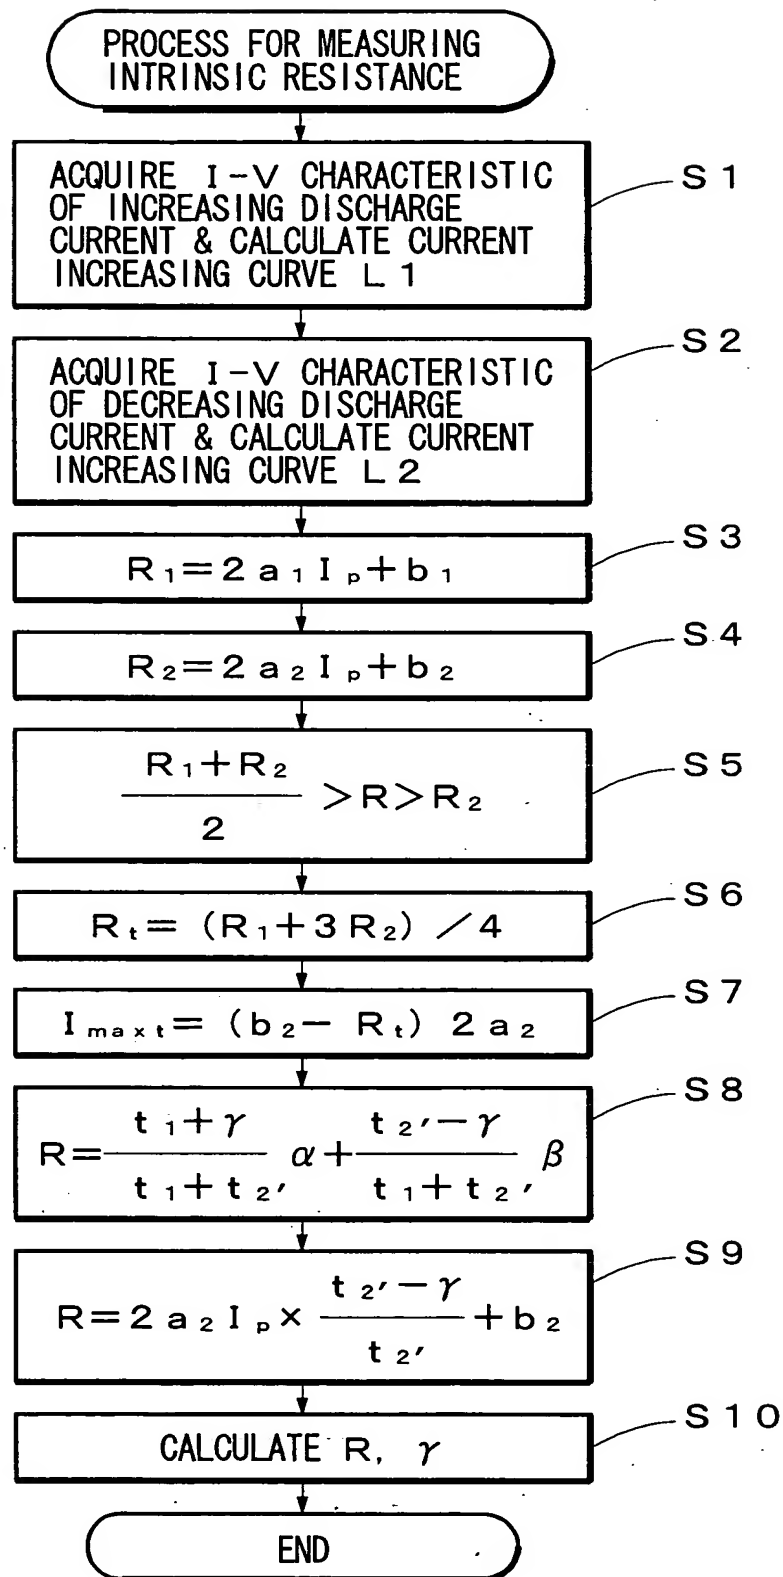 PROCESS FOR MEASURING
INTRINSIC RESISTANCE
ACQUIRE I-V CHARACTERISTIC
OF INCREASING DISCHARGE
CURRENT & CALCULATE CURRENT
INCREASING CURVE L1
S1
ACQUIRE I-V CHARACTERISTIC
OF DECREASING DISCHARGE
CURRENT & CALCULATE CURRENT
INCREASING CURVE L2
S2
R₁=2a₁Iₚ+b₁
S3
R₂=2a₂Iₚ+b₂
S4
R₁+R₂
2
>R>R₂
S5
Rₜ=(R₁+3R₂)/4
S6
Iₘₐₓₜ=(b₂-Rₜ)2a₂
S7
R= t₁+γ / t₁+t₂′ α+ t₂′-γ / t₁+t₂′ β
S8
R=2a₂Iₚ× t₂′-γ / t₂′ +b₂
S9
CALCULATE R, γ
S10
END